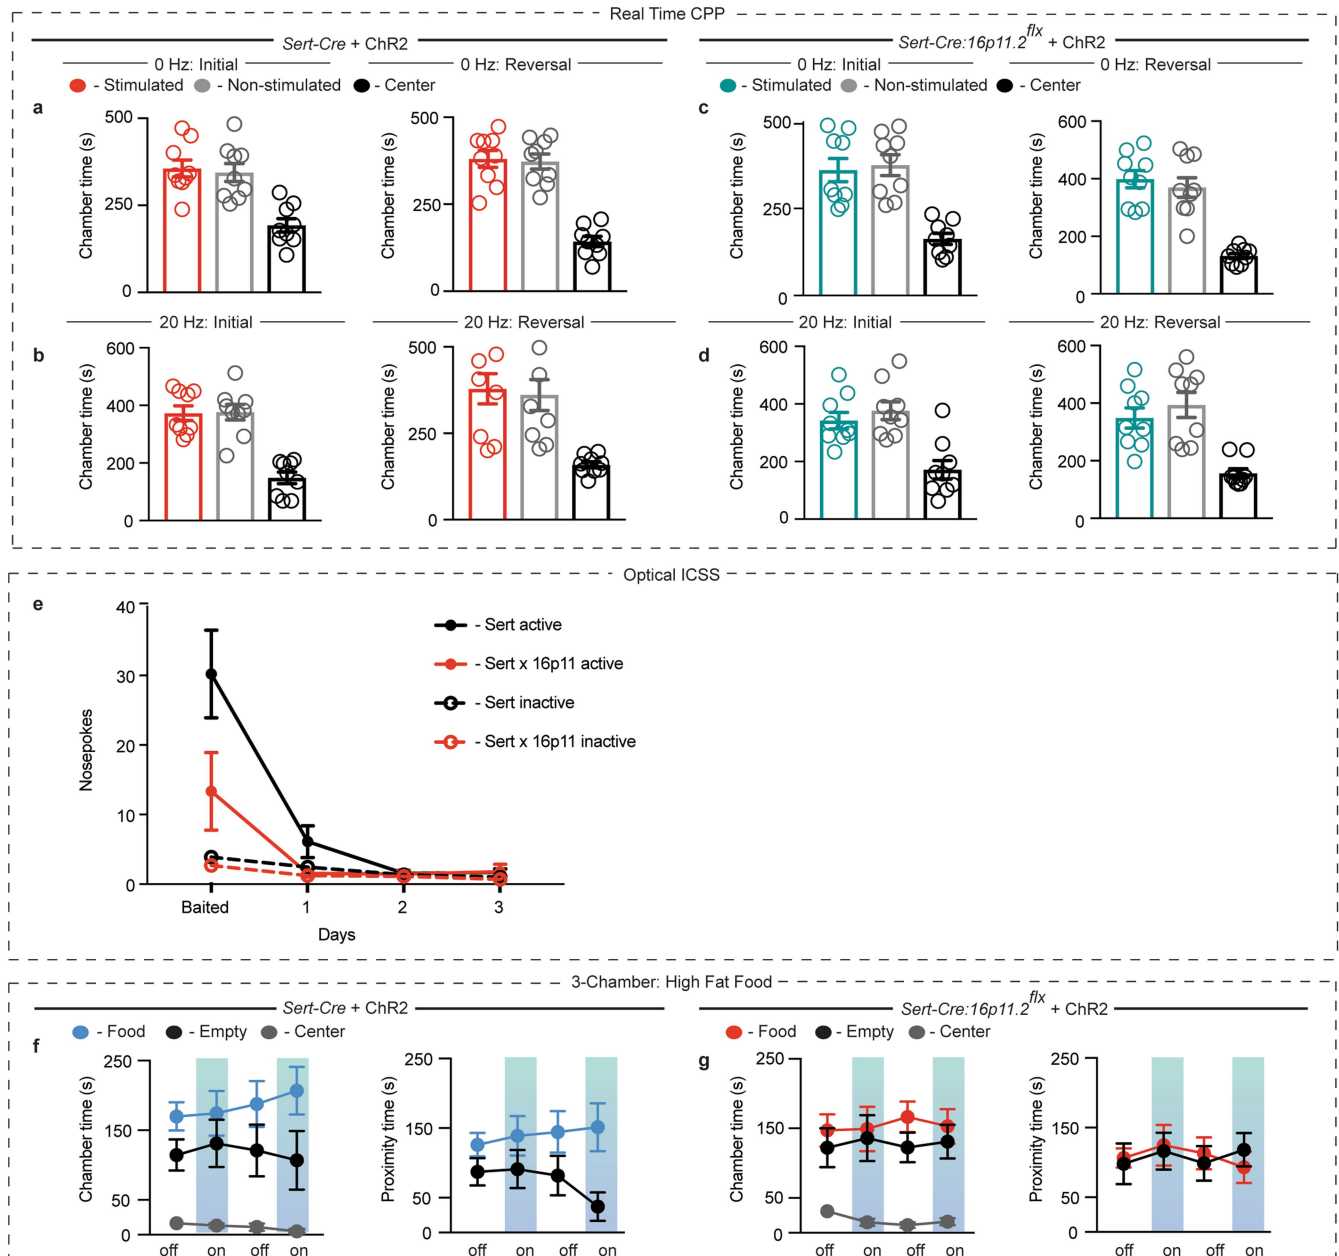 Real Time CPP
Sert-Cre + ChR2
Sert-Cre:16p11.2flx + ChR2
0 Hz: Initial
0 Hz: Reversal
0 Hz: Initial
0 Hz: Reversal
- Stimulated - Non-stimulated - Center
- Stimulated - Non-stimulated - Center
a
Chamber time (s)
500
250
0
Chamber time (s)
500
250
0
c
Chamber time (s)
500
250
0
Chamber time (s)
600
400
200
0
20 Hz: Initial
20 Hz: Reversal
20 Hz: Initial
20 Hz: Reversal
b
Chamber time (s)
600
400
200
0
Chamber time (s)
500
250
0
d
Chamber time (s)
600
400
200
0
Chamber time (s)
600
400
200
0
Optical ICSS
e
Nosepokes
40
30
20
10
0
Baited 1 2 3
Days
- Sert active
- Sert x 16p11 active
- Sert inactive
- Sert x 16p11 inactive
3-Chamber: High Fat Food
Sert-Cre + ChR2
Sert-Cre:16p11.2flx + ChR2
- Food - Empty - Center
- Food - Empty - Center
f
Chamber time (s)
250
150
50
0
off on off on
Proximity time (s)
250
150
50
0
off on off on
g
Chamber time (s)
250
150
50
0
off on off on
Proximity time (s)
250
150
50
0
off on off on